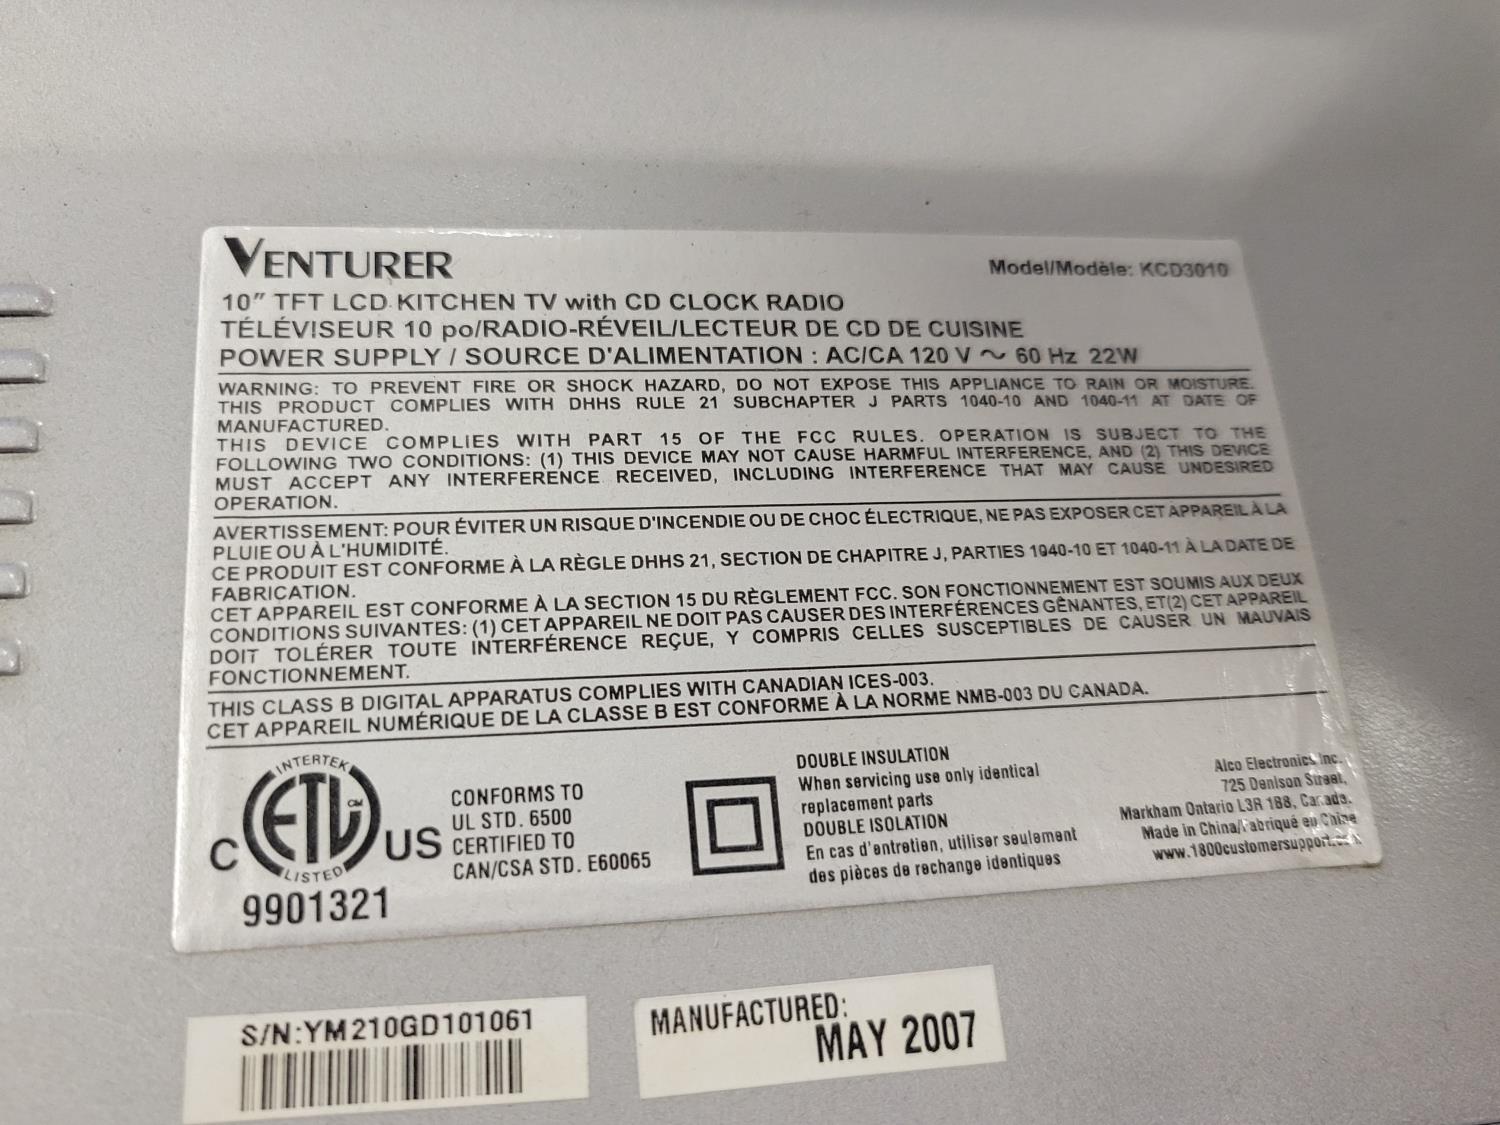 VENTURER
Model/Modèle: KCD3010
10" TFT LCD KITCHEN TV with CD CLOCK RADIO
TÉLÉVISEUR 10 po/RADIO-RÉVEIL/LECTEUR DE CD DE CUISINE
POWER SUPPLY / SOURCE D'ALIMENTATION : AC/CA 120 V ~ 60 Hz 22W
WARNING: TO PREVENT FIRE OR SHOCK HAZARD, DO NOT EXPOSE THIS APPLIANCE TO RAIN OR MOISTURE.
THIS PRODUCT COMPLIES WITH DHHS RULE 21 SUBCHAPTER J PARTS 1040-10 AND 1040-11 AT DATE OF
MANUFACTURED.
THIS DEVICE COMPLIES WITH PART 15 OF THE FCC RULES. OPERATION IS SUBJECT TO THE
FOLLOWING TWO CONDITIONS: (1) THIS DEVICE MAY NOT CAUSE HARMFUL INTERFERENCE, AND (2) THIS DEVICE
MUST ACCEPT ANY INTERFERENCE RECEIVED, INCLUDING INTERFERENCE THAT MAY CAUSE UNDESIRED
OPERATION.
AVERTISSEMENT: POUR ÉVITER UN RISQUE D'INCENDIE OU DE CHOC ÉLECTRIQUE, NE PAS EXPOSER CET APPAREIL À LA
PLUIE OU À L'HUMIDITÉ.
CE PRODUIT EST CONFORME À LA RÈGLE DHHS 21, SECTION DE CHAPITRE J, PARTIES 1040-10 ET 1040-11 À LA DATE DE
FABRICATION.
CET APPAREIL EST CONFORME À LA SECTION 15 DU RÈGLEMENT FCC. SON FONCTIONNEMENT EST SOUMIS AUX DEUX
CONDITIONS SUIVANTES: (1) CET APPAREIL NE DOIT PAS CAUSER DES INTERFÉRENCES GÊNANTES, ET(2) CET APPAREIL
DOIT TOLÉRER TOUTE INTERFÉRENCE REÇUE, Y COMPRIS CELLES SUSCEPTIBLES DE CAUSER UN MAUVAIS
FONCTIONNEMENT.
THIS CLASS B DIGITAL APPARATUS COMPLIES WITH CANADIAN ICES-003.
CET APPAREIL NUMÉRIQUE DE LA CLASSE B EST CONFORME À LA NORME NMB-003 DU CANADA.
INTERTEK
C ETL CM US
LISTED
9901321
CONFORMS TO
UL STD. 6500
CERTIFIED TO
CAN/CSA STD. E60065
DOUBLE INSULATION
When servicing use only identical
replacement parts
DOUBLE ISOLATION
En cas d'entretien, utiliser seulement
des pièces de rechange identiques
Alco Electronics Inc.
725 Denison Street,
Markham Ontario L3R 1B8, Canada.
Made in China/Fabriqué en Chine
www.1800customersupport.com
S/N:YM210GD101061
MANUFACTURED:
MAY 2007